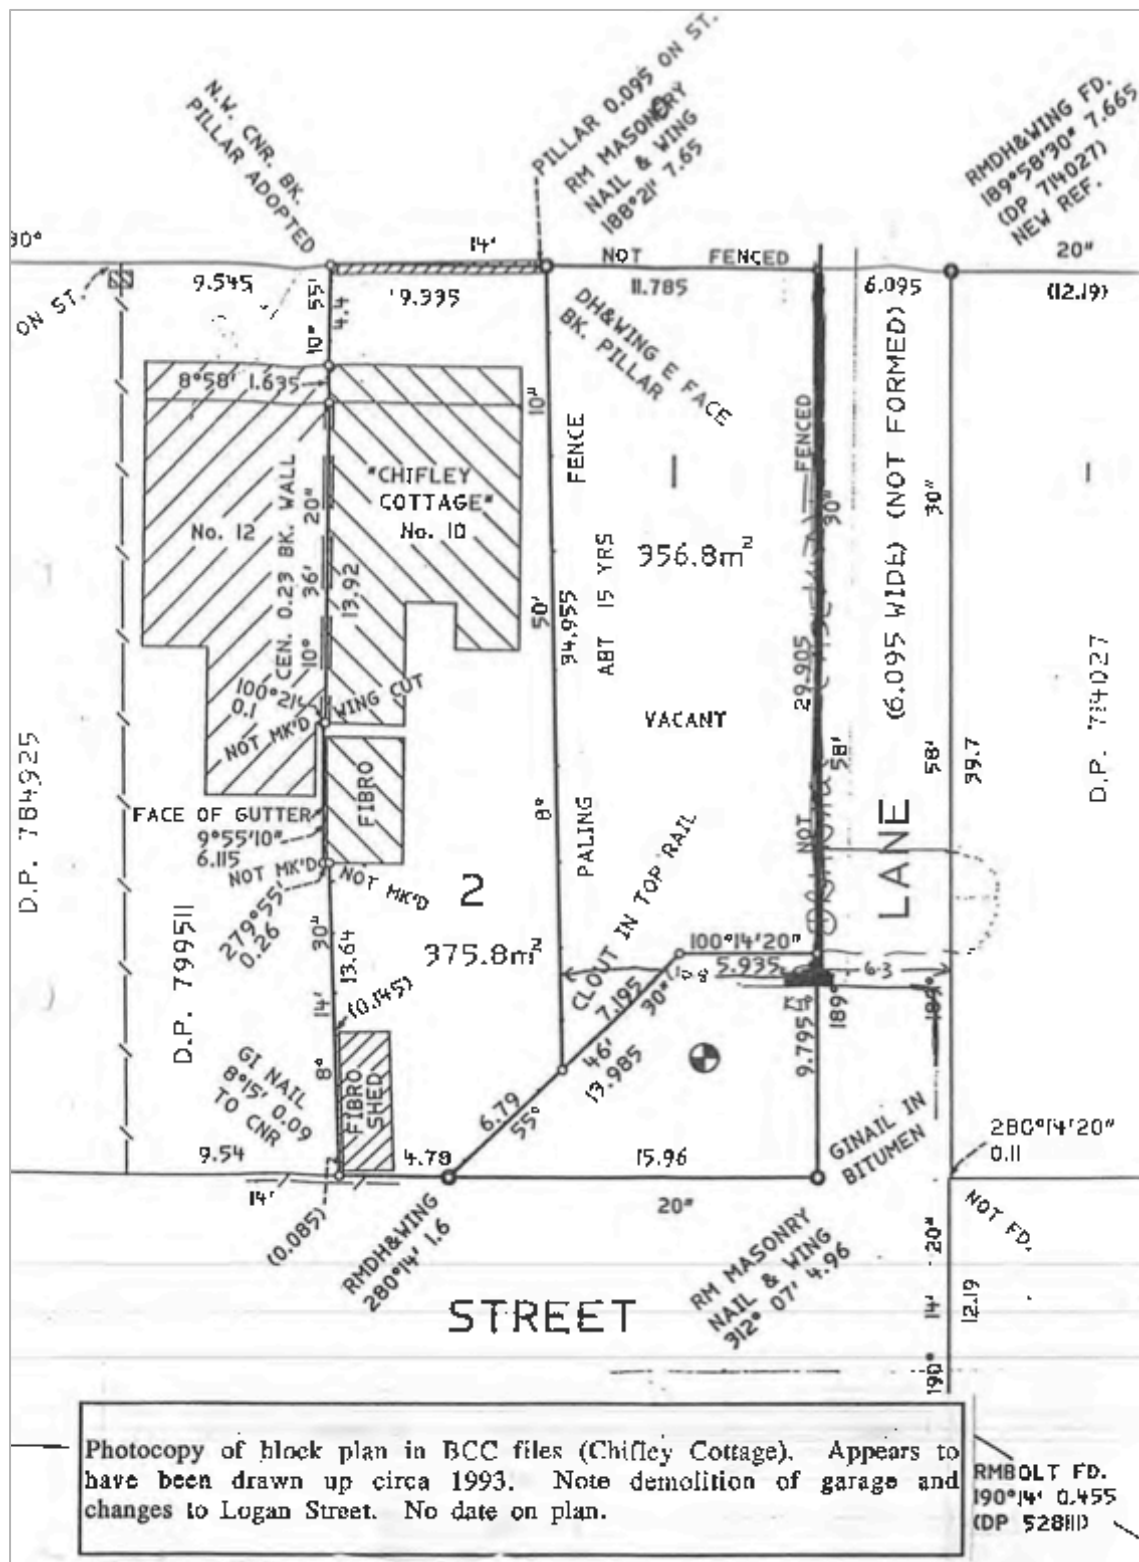 N.W. CNR. BK.
PILLAR ADOPTED
PILLAR 0.095 ON ST.
RM MASONRY
NAIL & WING
188°21' 7.65
RMDH&WING FD.
189°58'30" 7.665
(DP 714027)
NEW REF.
30°
14'
NOT FENCED
20"
ON ST.
9.545
9.335
11.785
6.095
(12.19)
10° 55'
4.4
DH&WING E FACE
BK. PILLAR
8°58' 1.635
10"
FENCE
FENCED
(6.095 WIDE) (NOT FORMED)
"CHIFLEY
COTTAGE"
No. 12
No. 10
CEN. 0.23 BK. WALL
10° 36' 20"
13.92
356.8m²
30"
30"
8° 50'
34.955
PALING
ABT 15 YRS
29.905
VACANT
NOT
58'
58'
39.7
LANE
D.P. 714027
D.P. 784925
100°21'
0.1
WING CUT
NOT MK'D
FIBRO
FACE OF GUTTER
9°55'10"
6.115
NOT MK'D
NOT MK'D
279°55'
0.26
2
D.P. 799511
375.8m²
8° 14' 30"
13.64
(0.145)
CLOUT IN TOP RAIL
100°14'20"
5.935
6.3
7.195
55° 46' 30"
13.985
189°
189°
9.795
GI NAIL
8°15' 0.09
TO CNR
FIBRO
SHED
6.79
GINAIL IN
BITUMEN
280°14'20"
0.11
9.54
4.78
15.96
14'
20"
NOT FD.
(0.085)
RMDH&WING
280°14' 1.6
RM MASONRY
NAIL & WING
312° 07' 4.96
190° 14' 20"
12.19
STREET
Photocopy of block plan in BCC files (Chifley Cottage). Appears to
have been drawn up circa 1993. Note demolition of garage and
changes to Logan Street. No date on plan.
RMBOLT FD.
190°14' 0.455
(DP 528111)